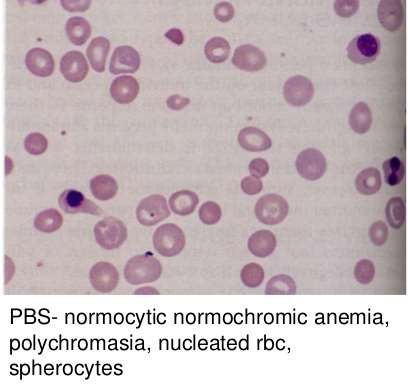 PBS- normocytic normochromic anemia,
polychromasia, nucleated rbc,
spherocytes